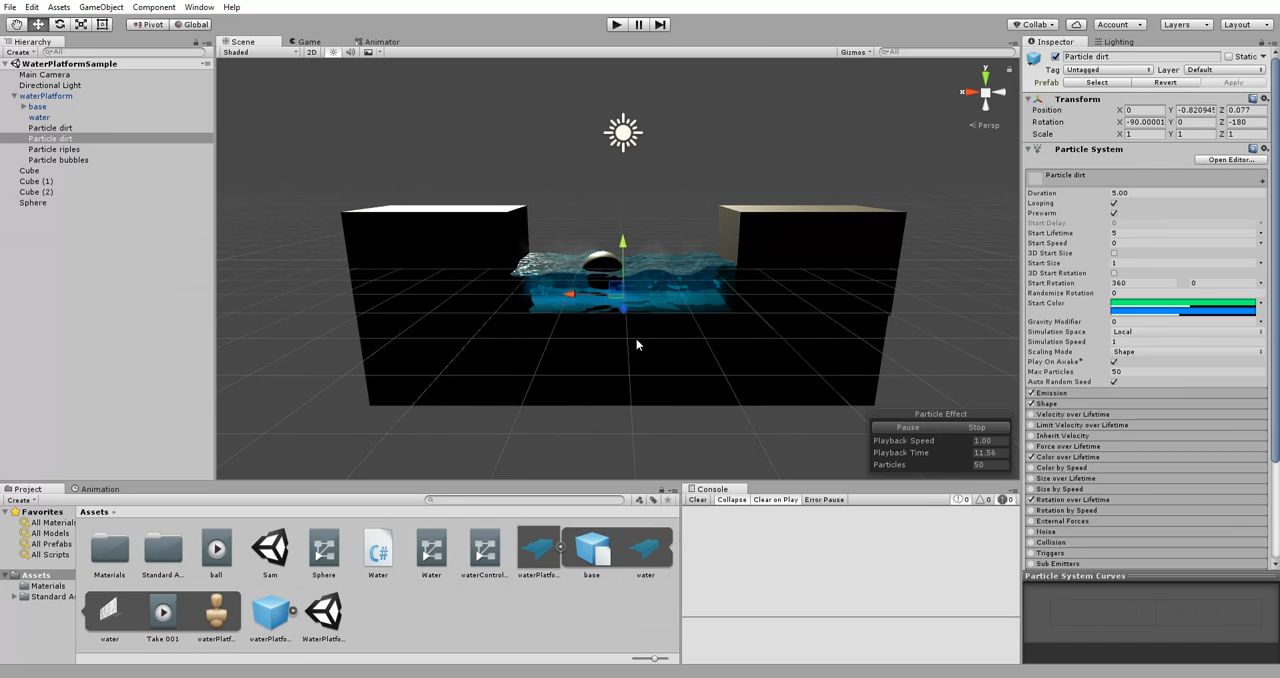 File Edit Assets GameObject Component Window Help
Pivot Global Collab Account Layers Layout
Hierarchy
Create All
WaterPlatformSample
Main Camera
Directional Light
waterPlatform
base
water
Particle dirt
Particle dirt
Particle riples
Particle bubbles
Cube
Cube (1)
Cube (2)
Sphere
Scene Game Animator
Shaded 2D Gizmos All
y
x
Persp
Particle Effect
Pause Stop
Playback Speed 1.00
Playback Time 11.56
Particles 50
Inspector Lighting
Particle dirt Static
Tag Untagged Layer Default
Prefab Select Revert Apply
Transform
Position X 0 Y -0.820945 Z 0.077
Rotation X -90.00001 Y 0 Z -180
Scale X 1 Y 1 Z 1
Particle System
Open Editor...
Particle dirt
Duration 5.00
Looping
Prewarm
Start Delay 0
Start Lifetime 5
Start Speed 0
3D Start Size
Start Size 1
3D Start Rotation
Start Rotation 360 0
Randomize Rotation 0
Start Color
Gravity Modifier 0
Simulation Space Local
Simulation Speed 1
Scaling Mode Shape
Play On Awake*
Max Particles 50
Auto Random Seed
Emission
Shape
Velocity over Lifetime
Limit Velocity over Lifetime
Inherit Velocity
Force over Lifetime
Color over Lifetime
Color by Speed
Size over Lifetime
Size by Speed
Rotation over Lifetime
Rotation by Speed
External Forces
Noise
Collision
Triggers
Sub Emitters
Particle System Curves
Project Animation
Create
Favorites
All Materials
All Models
All Prefabs
All Scripts
Assets
Materials
Standard As
Assets
Materials Standard A... ball Sam Sphere Water Water waterControl... waterPlatfo... base water
water Take 001 waterPlatf... waterPlatfo... WaterPlatfo...
Console
Clear Collapse Clear on Play Error Pause 0 0 0